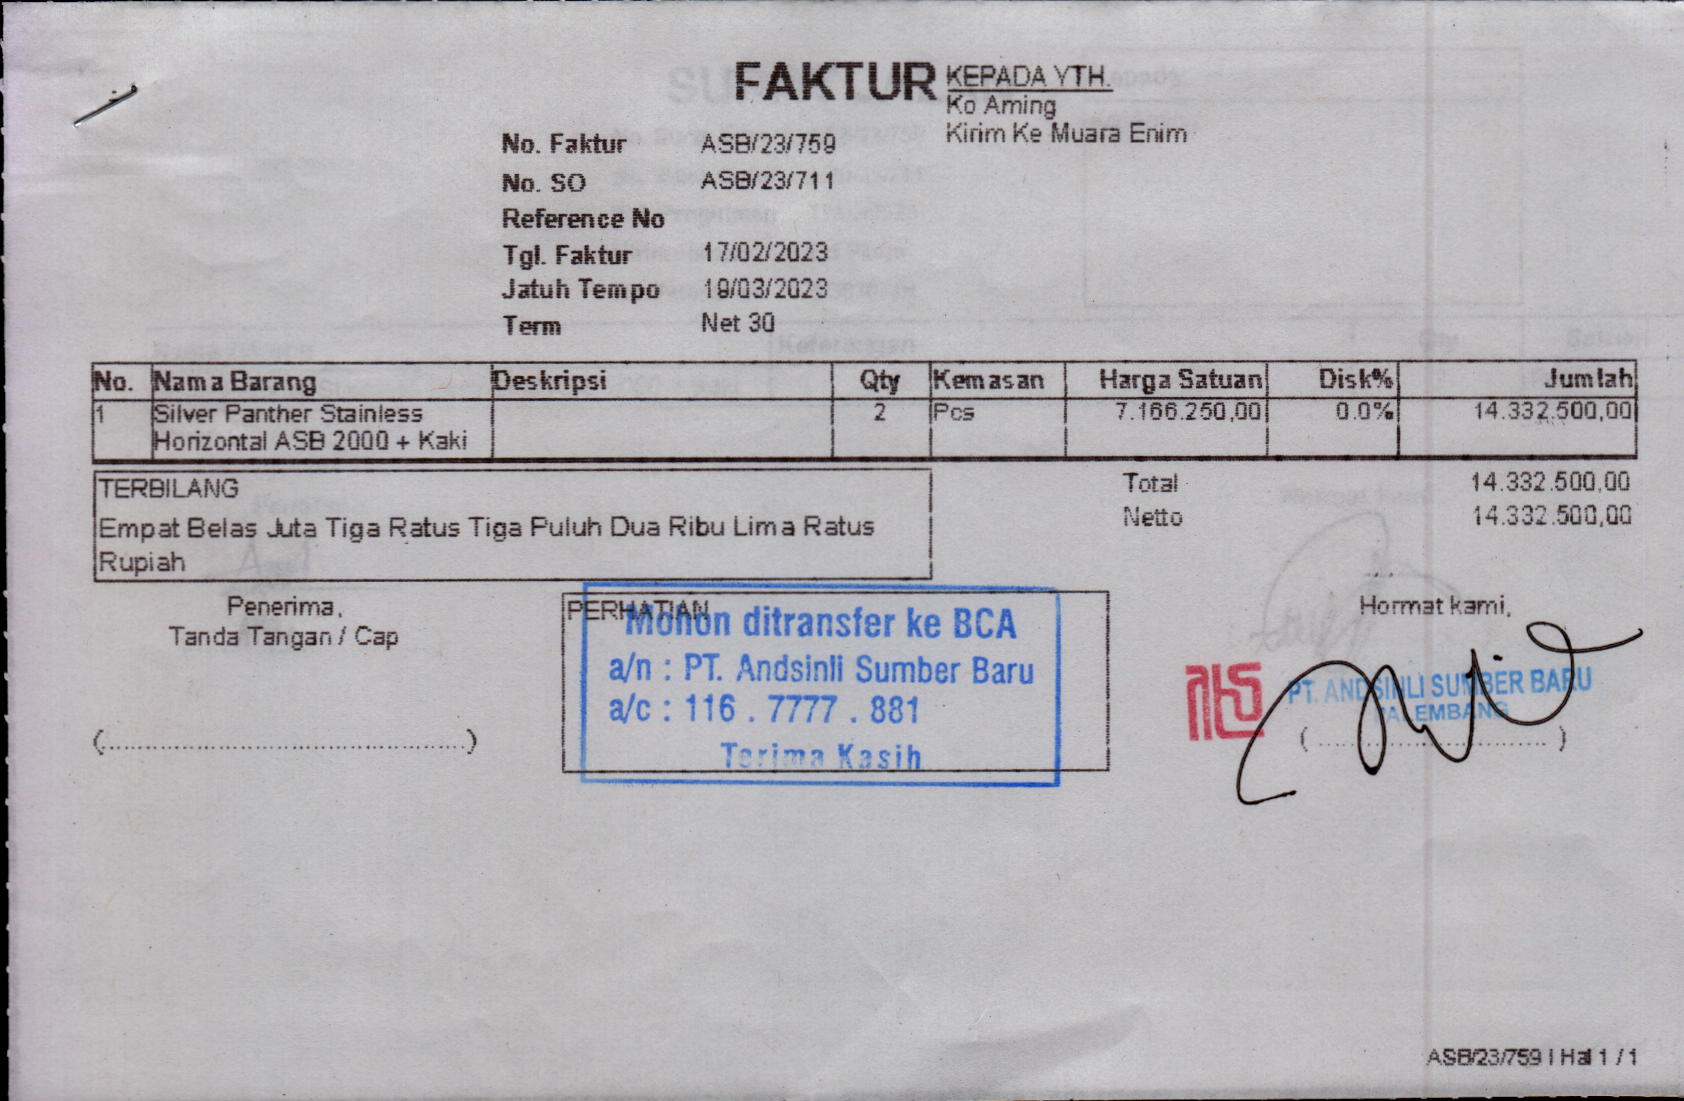 FAKTUR
KEPADA YTH.
Ko Aming
Kirim Ke Muara Enim
No. Faktur ASB/23/759
No. SO ASB/23/711
Reference No
Tgl. Faktur 17/02/2023
Jatuh Tempo 19/03/2023
Term Net 30
No. Nama Barang Deskripsi Qty Kemasan Harga Satuan Disk% Jumlah
1 Silver Panther Stainless 2 Pcs 7.166.250,00 0.0% 14.332.500,00
Horizontal ASB 2000 + Kaki
TERBILANG
Empat Belas Juta Tiga Ratus Tiga Puluh Dua Ribu Lima Ratus
Rupiah
Total 14.332.500,00
Netto 14.332.500,00
Penerima,
Tanda Tangan / Cap
(........................................)
PERHATIAN
Mohon ditransfer ke BCA
a/n : PT. Andsinli Sumber Baru
a/c : 116 . 7777 . 881
Terima Kasih
Hormat kami,
PT. ANDSINLI SUMBER BARU
PALEMBANG
(........................................)
ASB/23/759 | Hal 1 / 1